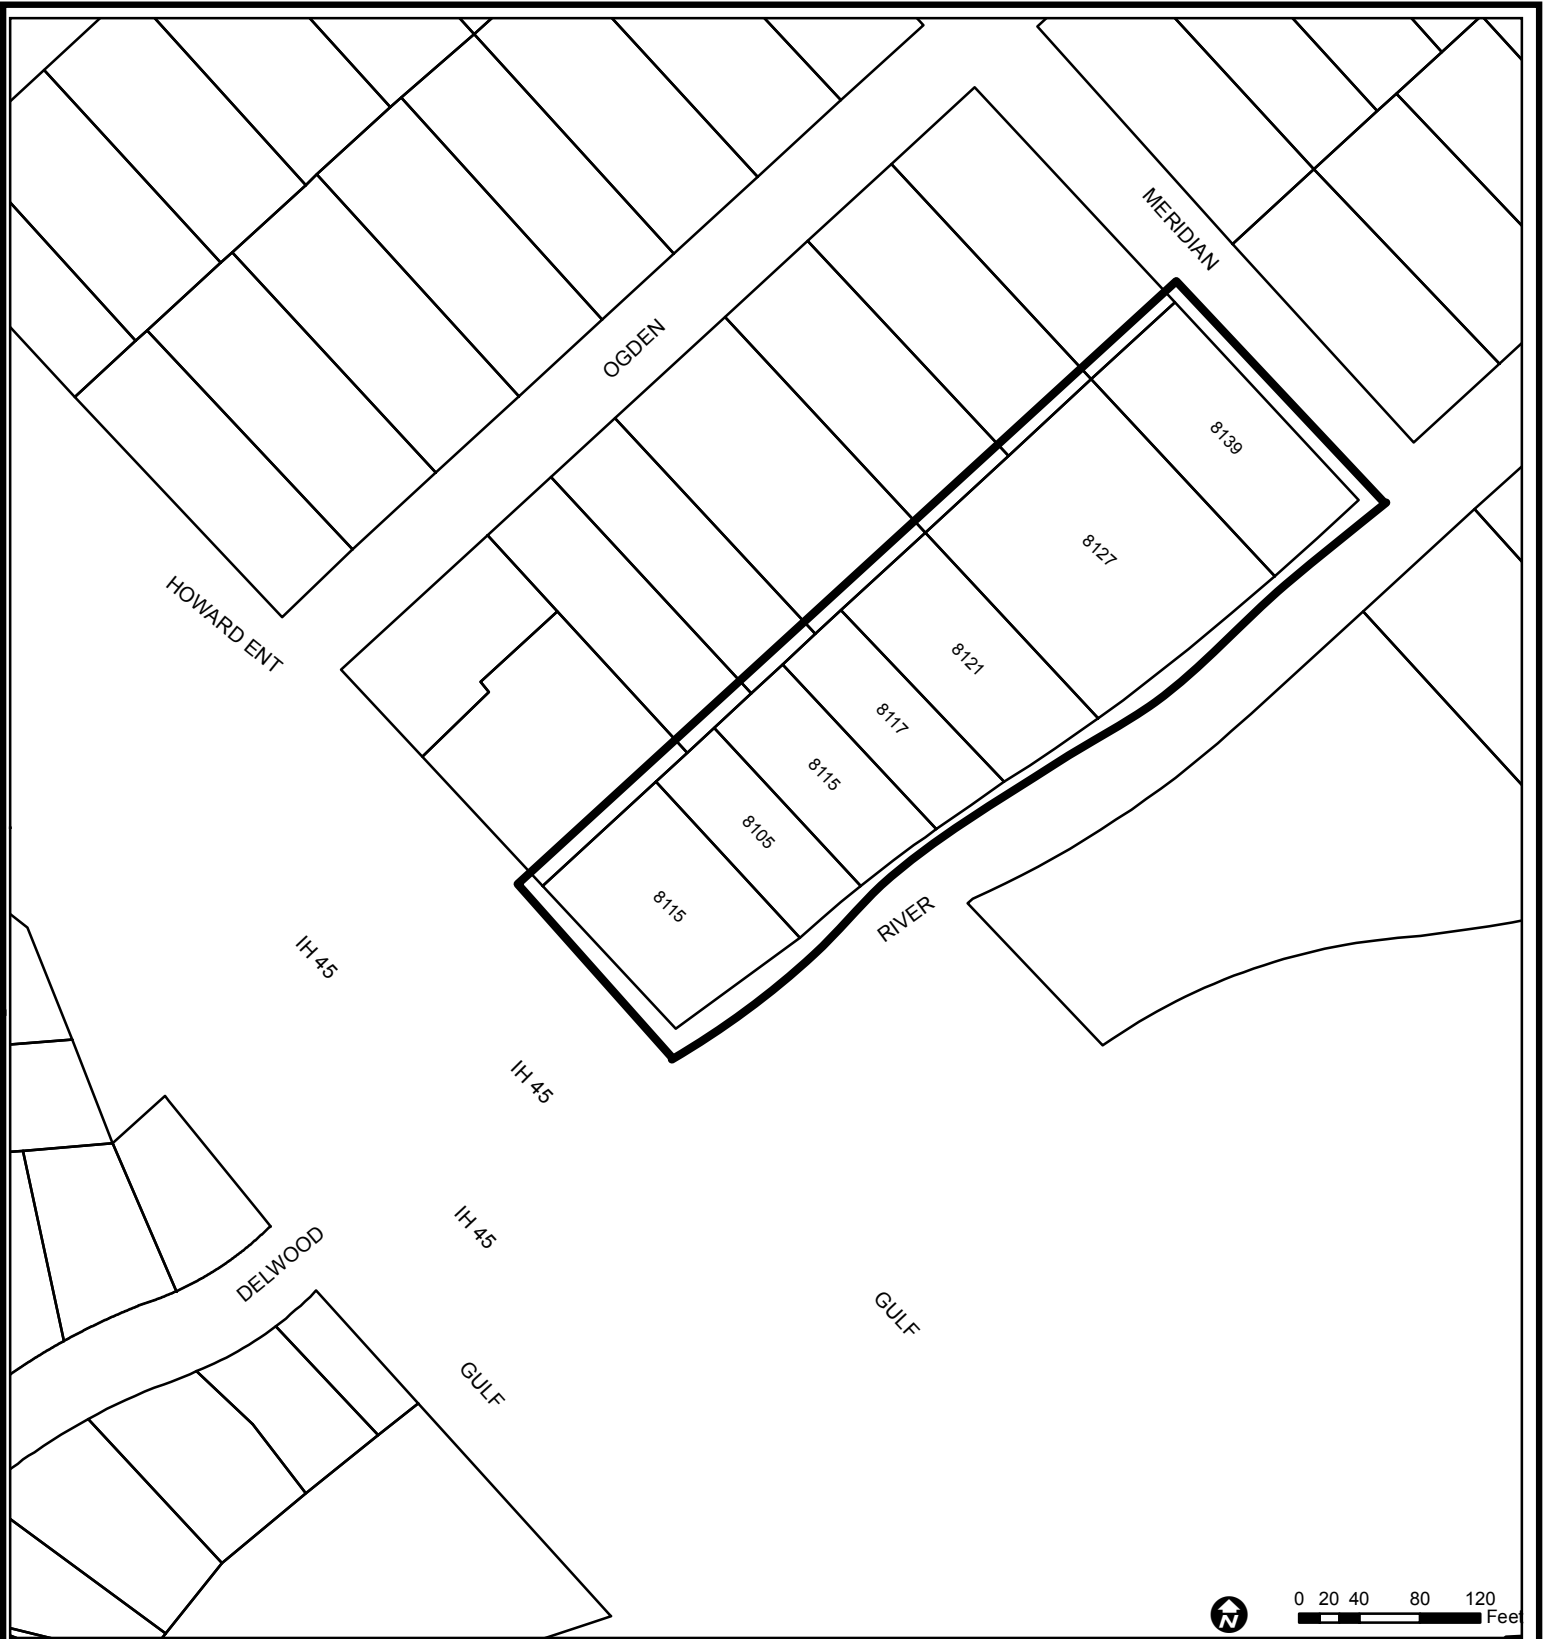 MERIDIAN
OGDEN
8139
8127
HOWARD ENT
8121
8117
8115
8105
8115
RIVER
IH 45
IH 45
IH 45
DELWOOD
GULF
GULF
N
0 20 40 80 120
Feet